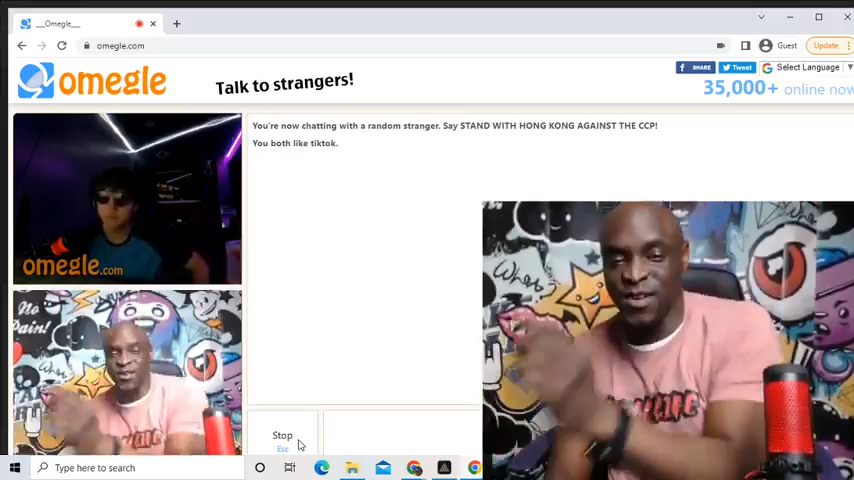 __Omegle__
omegle.com
Guest
Update
omegle
Talk to strangers!
SHARE
Tweet
Select Language
35,000+ online now
You're now chatting with a random stranger. Say STAND WITH HONG KONG AGAINST THE CCP!
You both like tiktok.
omegle.com
No
Pain!
Stop
Esc
Type here to search